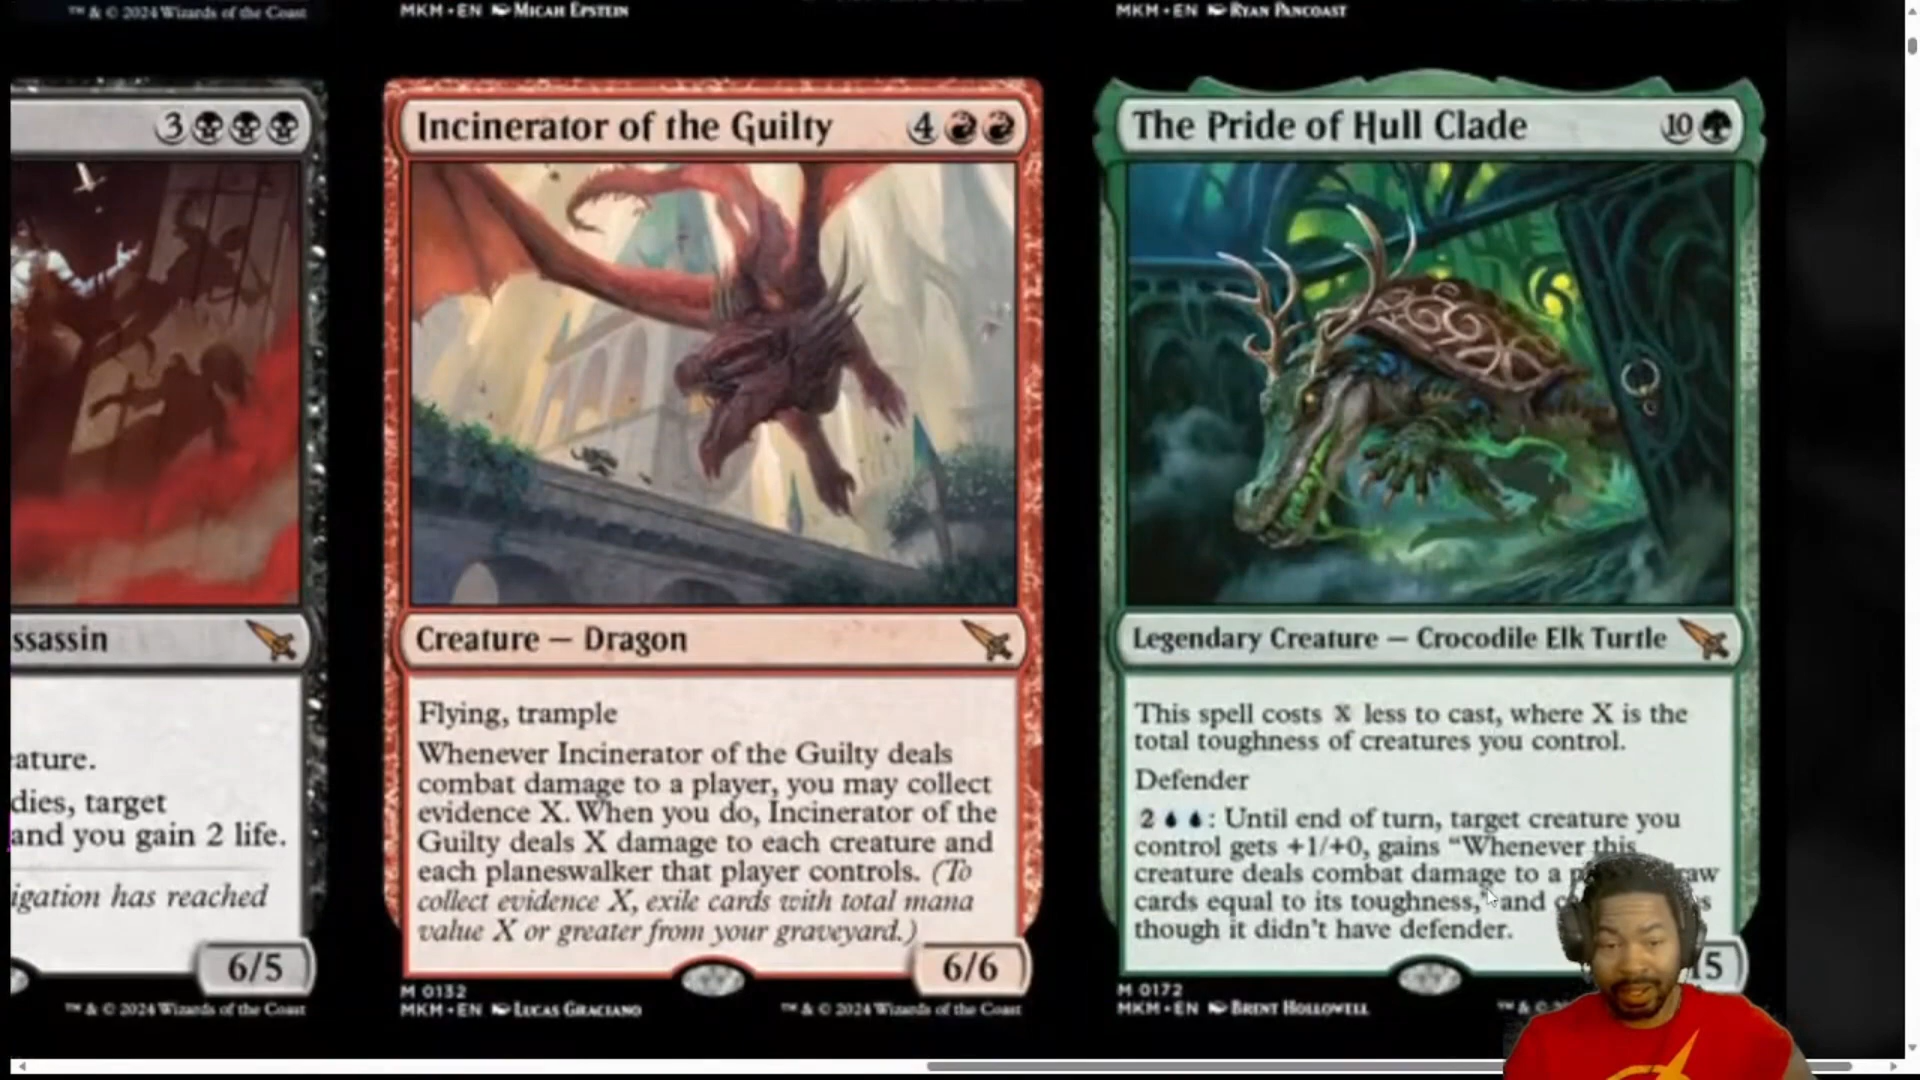 ™ & © 2024 Wizards of the Coast
MKM • EN Micah Epstein
MKM • EN Ryan Pancoast
3
ssassin
ature.
dies, target
and you gain 2 life.
igation has reached
6/5
™ & © 2024 Wizards of the Coast
Incinerator of the Guilty 4
Creature — Dragon
Flying, trample
Whenever Incinerator of the Guilty deals
combat damage to a player, you may collect
evidence X. When you do, Incinerator of the
Guilty deals X damage to each creature and
each planeswalker that player controls. (To
collect evidence X, exile cards with total mana
value X or greater from your graveyard.)
6/6
M 0132
MKM • EN Lucas Graciano ™ & © 2024 Wizards of the Coast
The Pride of Hull Clade 10
Legendary Creature — Crocodile Elk Turtle
This spell costs X less to cast, where X is the
total toughness of creatures you control.
Defender
2 : Until end of turn, target creature you
control gets +1/+0, gains “Whenever this
creature deals combat damage to a
cards equal to its toughness,” and
though it didn't have defender.
15
M 0172
MKM • EN Brent Hollowell ™ & ©